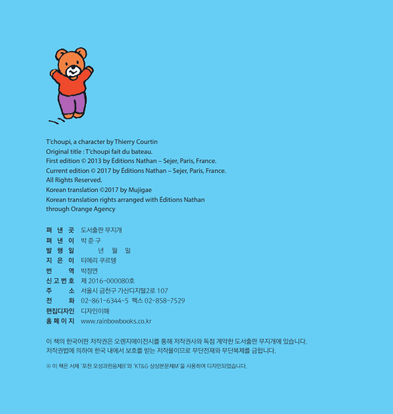 T'choupi, a character by Thierry Courtin
Original title : T'choupi fait du bateau.
First edition © 2013 by Éditions Nathan – Sejer, Paris, France.
Current edition © 2017 by Éditions Nathan – Sejer, Paris, France.
All Rights Reserved.
Korean translation ©2017 by Mujigae
Korean translation rights arranged with Éditions Nathan
through Orange Agency
펴 낸 곳 도서출판 무지개
펴 낸 이 박 준 구
발 행 일 년 월 일
지 은 이 티에리 쿠르탱
번 역 박정연
신 고 번 호 제 2016-000080호
주 소 서울시 금천구 가산디지털2로 107
전 화 02-861-6344~5 팩스 02-858-7529
편집디자인 디자인이애
홈 페 이 지 www.rainbowbooks.co.kr
이 책의 한국어판 저작권은 오렌지에이전시를 통해 저작권사와 독점 계약한 도서출판 무지개에 있습니다.
저작권법에 의하여 한국 내에서 보호를 받는 저작물이므로 무단전재와 무단복제를 금합니다.
※ 이 책은 서체 '포천 오성과한음체B'와 'KT&G 상상본문체M'을 사용하여 디자인되었습니다.